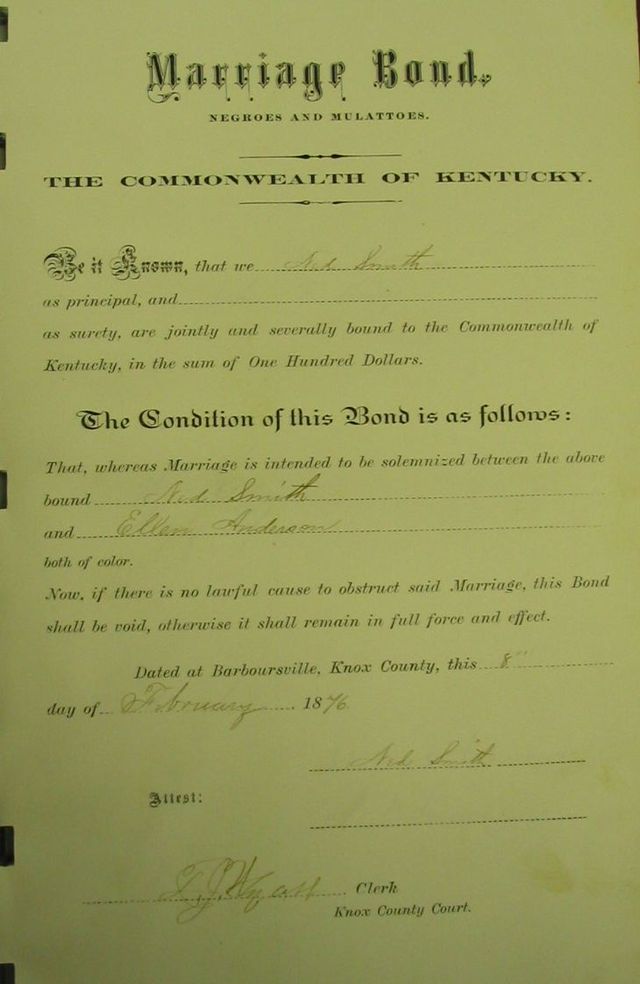 Marriage Bond.
NEGROES AND MULATTOES.
THE COMMONWEALTH OF KENTUCKY.
Be it Known, that we Ned Smith
as principal, and
as surety, are jointly and severally bound to the Commonwealth of
Kentucky, in the sum of One Hundred Dollars.
The Condition of this Bond is as follows:
That, whereas Marriage is intended to be solemnized between the above
bound Ned Smith
and Ellen Anderson
both of color.
Now, if there is no lawful cause to obstruct said Marriage, this Bond
shall be void, otherwise it shall remain in full force and effect.
Dated at Barboursville, Knox County, this 8"
day of February 1876
Ned Smith
Attest:
T. J. Wyatt Clerk
Knox County Court.